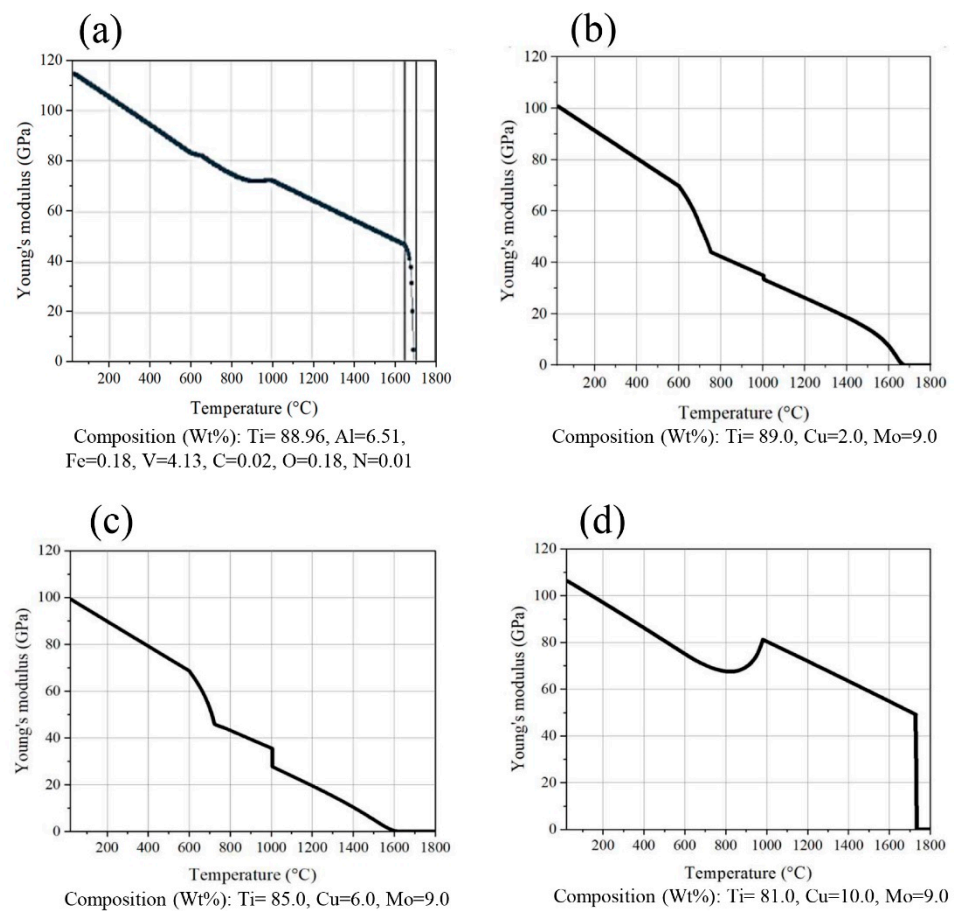 (a)
120
100
80
60
40
20
0
Young's modulus (GPa)
200 400 600 800 1000 1200 1400 1600 1800
Temperature (°C)
Composition (Wt%): Ti= 88.96, Al=6.51,
Fe=0.18, V=4.13, C=0.02, O=0.18, N=0.01
(b)
120
100
80
60
40
20
0
Young's modulus (GPa)
200 400 600 800 1000 1200 1400 1600 1800
Temperature (°C)
Composition (Wt%): Ti= 89.0, Cu=2.0, Mo=9.0
(c)
120
100
80
60
40
20
0
Young's modulus (GPa)
200 400 600 800 1000 1200 1400 1600 1800
Temperature (°C)
Composition (Wt%): Ti= 85.0, Cu=6.0, Mo=9.0
(d)
120
100
80
60
40
20
0
Young's modulus (GPa)
200 400 600 800 1000 1200 1400 1600 1800
Temperature (°C)
Composition (Wt%): Ti= 81.0, Cu=10.0, Mo=9.0